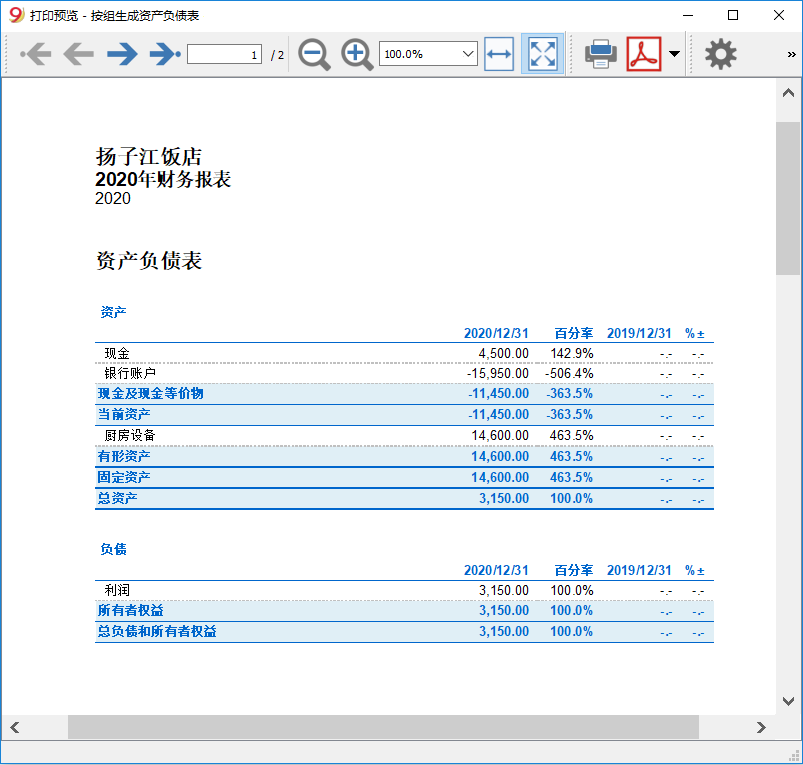 打印预览 - 按组生成资产负债表
1 / 2 100.0% »
扬子江饭店
2020年财务报表
2020
资产负债表
资产
2020/12/31 百分率 2019/12/31 %±
现金 4,500.00 142.9% -.- -.-
银行账户 -15,950.00 -506.4% -.- -.-
现金及现金等价物 -11,450.00 -363.5% -.- -.-
当前资产 -11,450.00 -363.5% -.- -.-
厨房设备 14,600.00 463.5% -.- -.-
有形资产 14,600.00 463.5% -.- -.-
固定资产 14,600.00 463.5% -.- -.-
总资产 3,150.00 100.0% -.- -.-
负债
2020/12/31 百分率 2019/12/31 %±
利润 3,150.00 100.0% -.- -.-
所有者权益 3,150.00 100.0% -.- -.-
总负债和所有者权益 3,150.00 100.0% -.- -.-